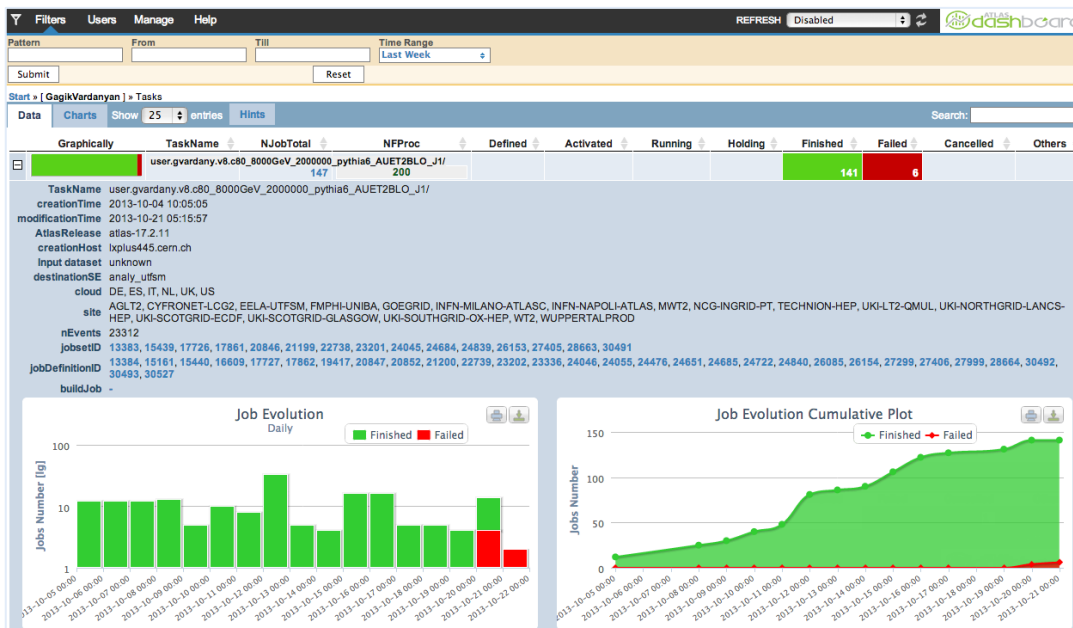 Filters Users Manage Help REFRESH Disabled ATLAS dashboard
Pattern From Till Time Range
Last Week
Submit Reset
Start » [ GagikVardanyan ] » Tasks
Data Charts Show 25 entries Hints Search:
Graphically TaskName NJobTotal NFProc Defined Activated Running Holding Finished Failed Cancelled Others
user.gvardany.v8.c80_8000GeV_2000000_pythia6_AUET2BLO_J1/
147 200 141 6
TaskName user.gvardany.v8.c80_8000GeV_2000000_pythia6_AUET2BLO_J1/
creationTime 2013-10-04 10:05:05
modificationTime 2013-10-21 05:15:57
AtlasRelease atlas-17.2.11
creationHost lxplus445.cern.ch
Input dataset unknown
destinationSE analy_utfsm
cloud DE, ES, IT, NL, UK, US
AGLT2, CYFRONET-LCG2, EELA-UTFSM, FMPHI-UNIBA, GOEGRID, INFN-MILANO-ATLASC, INFN-NAPOLI-ATLAS, MWT2, NCG-INGRID-PT, TECHNION-HEP, UKI-LT2-QMUL, UKI-NORTHGRID-LANCS-
site HEP, UKI-SCOTGRID-ECDF, UKI-SCOTGRID-GLASGOW, UKI-SOUTHGRID-OX-HEP, WT2, WUPPERTALPROD
nEvents 23312
jobsetID 13383, 15439, 17726, 17861, 20846, 21199, 22738, 23201, 24045, 24684, 24839, 26153, 27405, 28663, 30491
jobDefinitionID 13384, 15161, 15440, 16609, 17727, 17862, 19417, 20847, 20852, 21200, 22739, 23202, 23336, 24046, 24055, 24476, 24651, 24685, 24722, 24840, 26085, 26154, 27299, 27406, 27999, 28664, 30492,
30493, 30527
buildJob -
Job Evolution
Daily
Finished Failed
Jobs Number [lg]
100
10
1
2013-10-05 00:00 2013-10-06 00:00 2013-10-07 00:00 2013-10-08 00:00 2013-10-09 00:00 2013-10-10 00:00 2013-10-11 00:00 2013-10-12 00:00 2013-10-13 00:00 2013-10-14 00:00 2013-10-15 00:00 2013-10-16 00:00 2013-10-17 00:00 2013-10-18 00:00 2013-10-19 00:00 2013-10-20 00:00 2013-10-21 00:00 2013-10-22 00:00
Job Evolution Cumulative Plot
Finished Failed
Jobs Number
150
100
50
0
2013-10-05 00:00 2013-10-06 00:00 2013-10-07 00:00 2013-10-08 00:00 2013-10-09 00:00 2013-10-10 00:00 2013-10-11 00:00 2013-10-12 00:00 2013-10-13 00:00 2013-10-14 00:00 2013-10-15 00:00 2013-10-16 00:00 2013-10-17 00:00 2013-10-18 00:00 2013-10-19 00:00 2013-10-20 00:00 2013-10-21 00:00